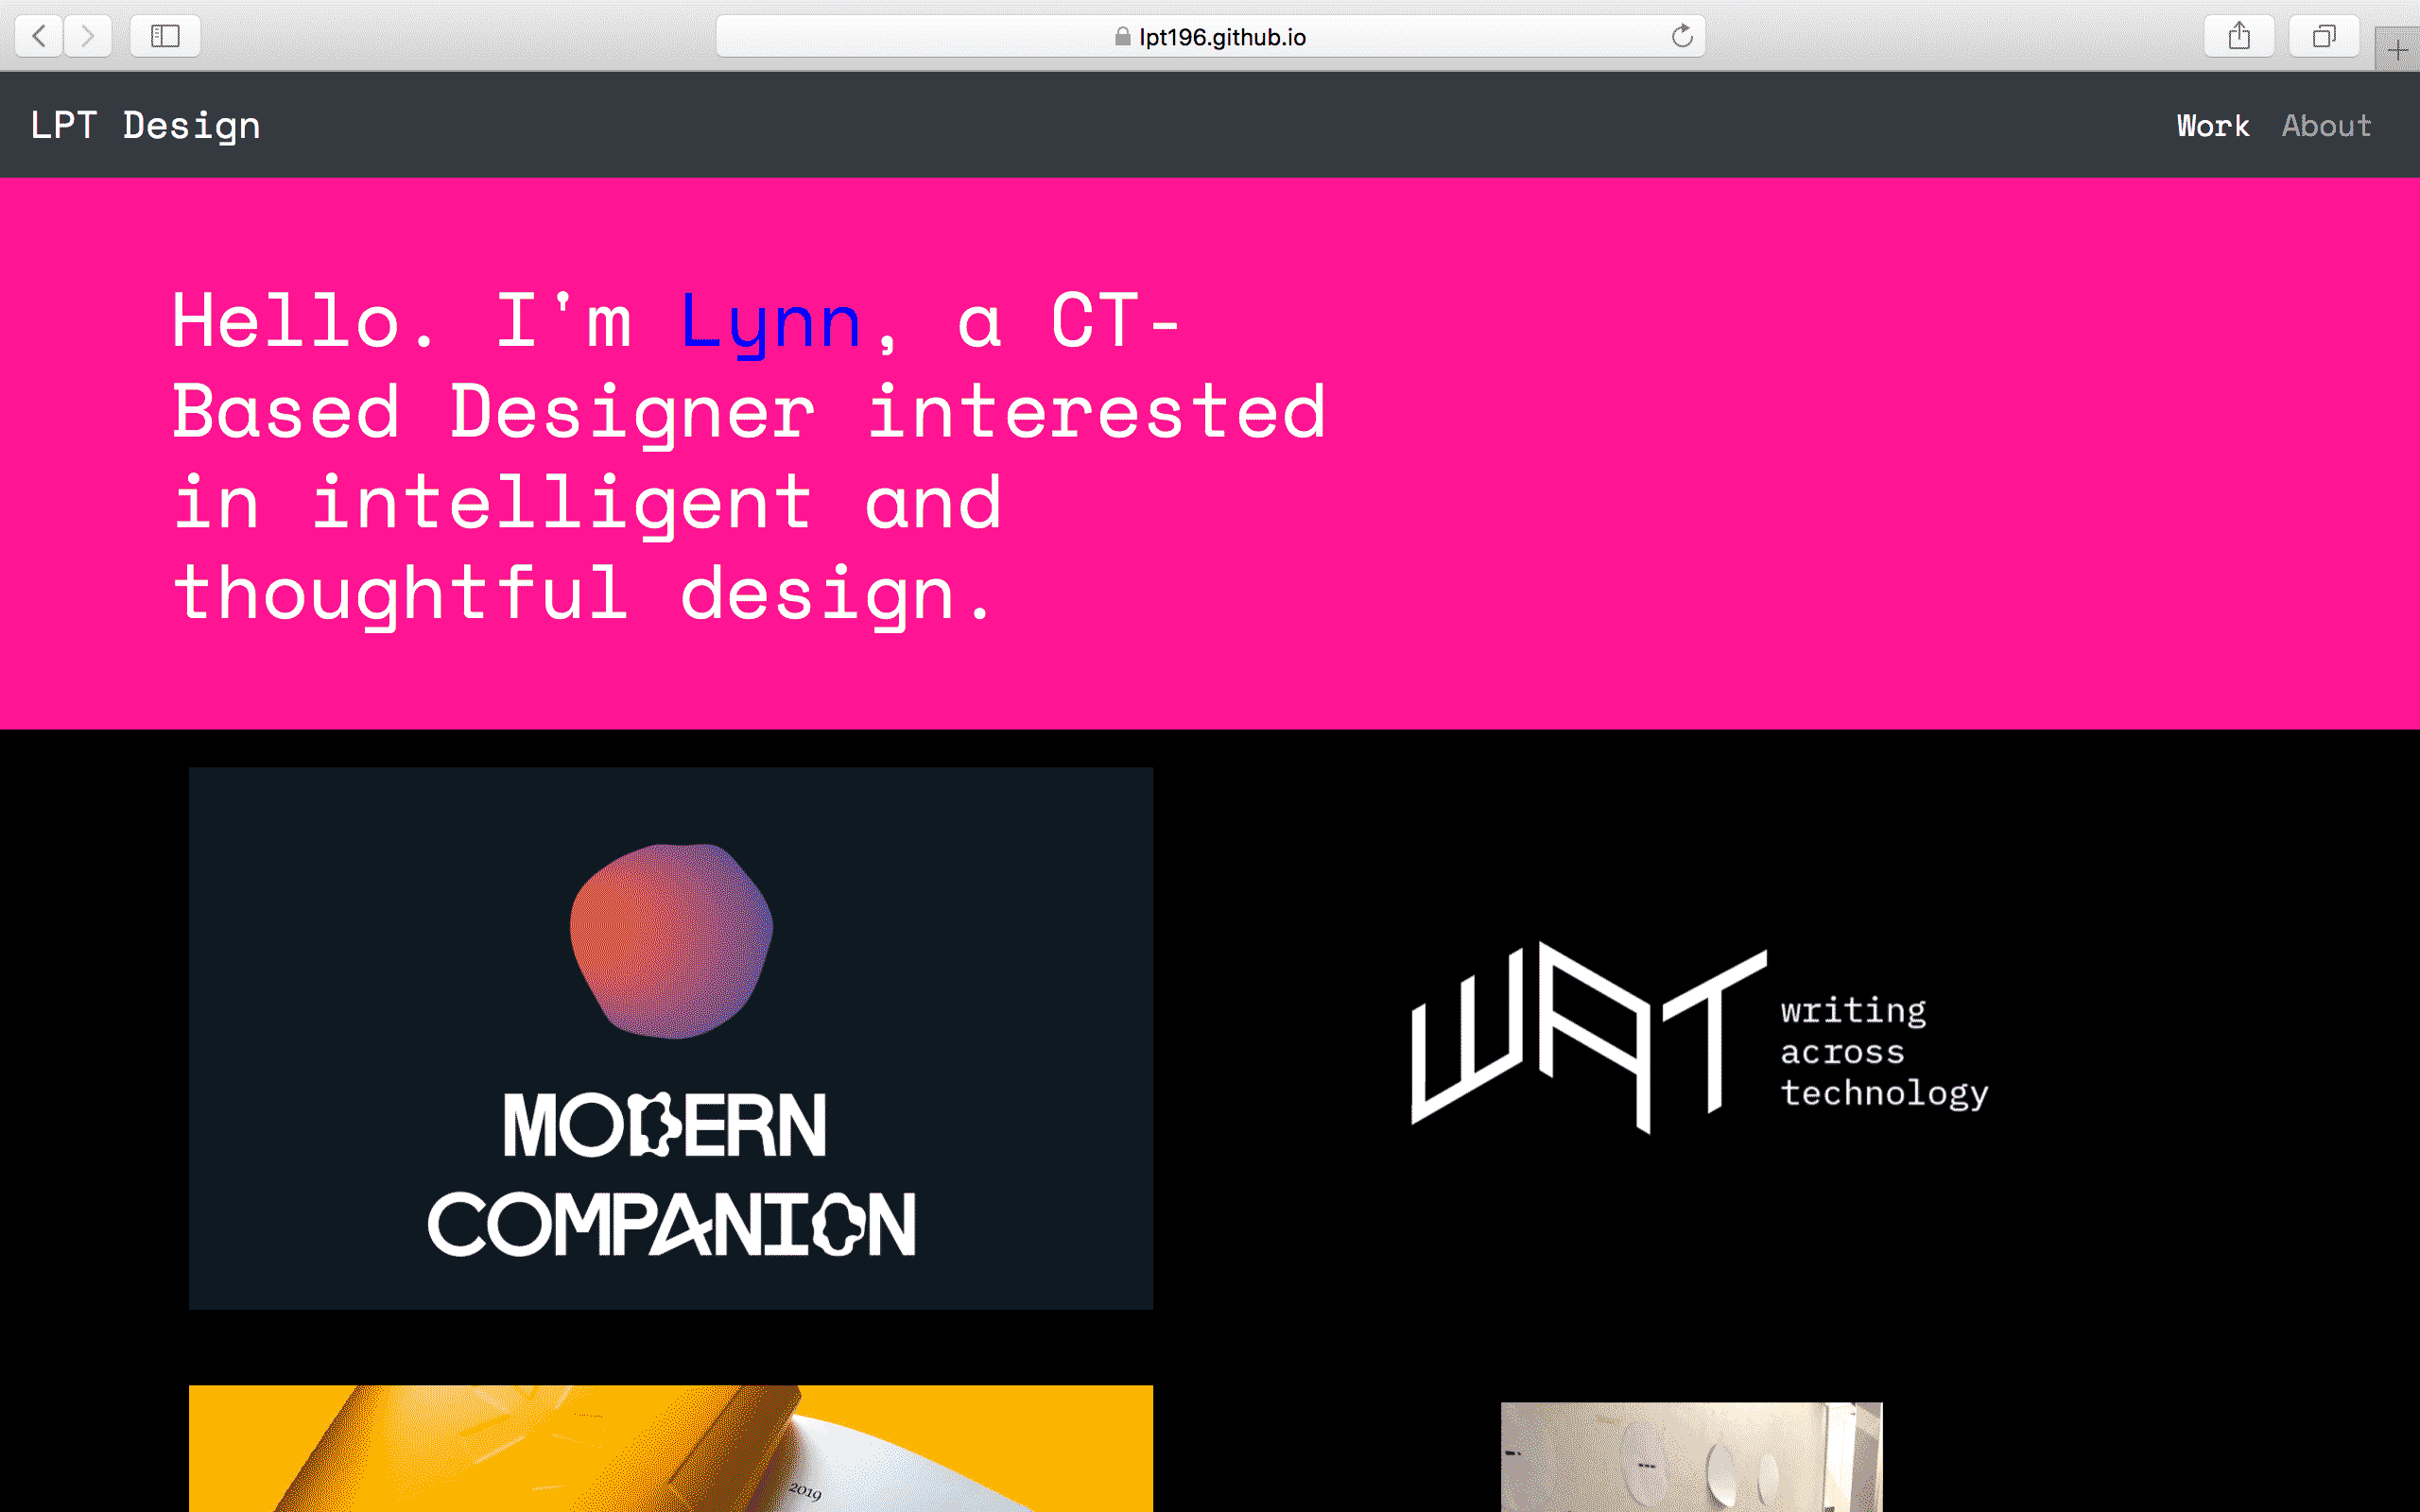 lpt196.github.io
LPT Design
Work About
Hello. I'm Lynn, a CT-
Based Designer interested
in intelligent and
thoughtful design.
MODERN
COMPANION
WAT
writing
across
technology
2019